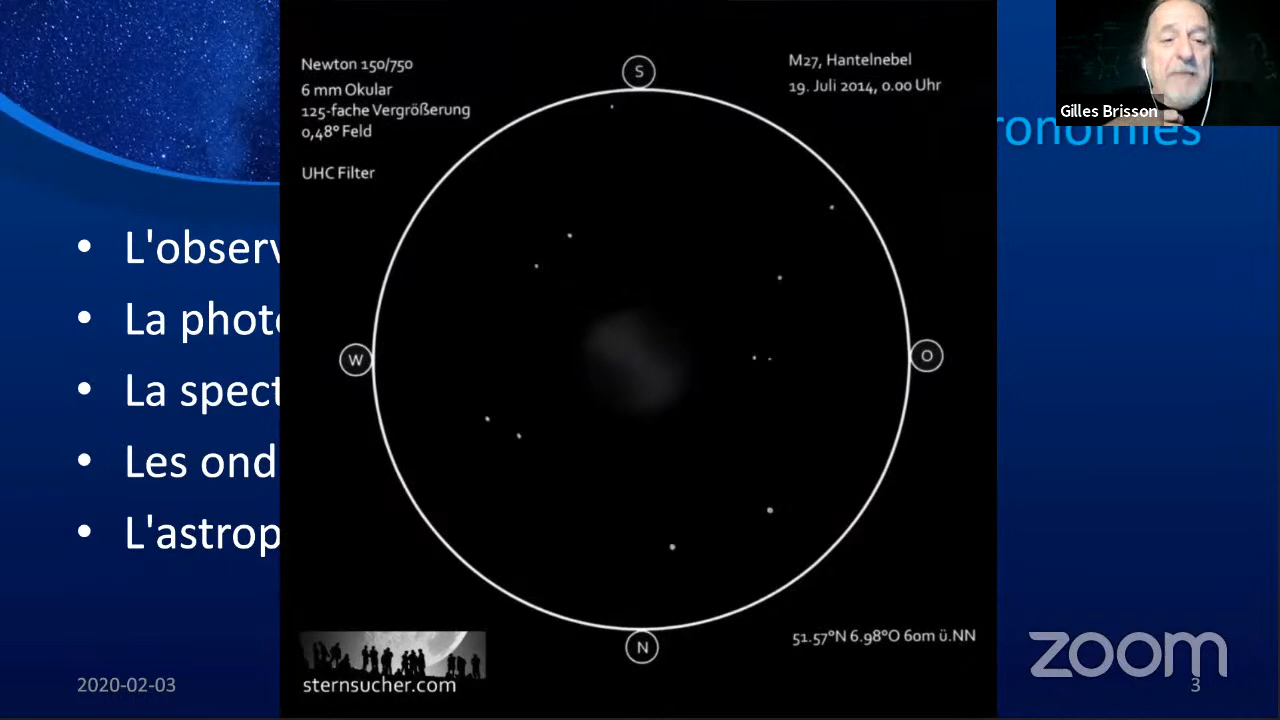 Newton 150/750
6 mm Okular
125-fache Vergrößerung
0,48° Feld
UHC Filter
S
M27, Hantelnebel
19. Juli 2014, 0.00 Uhr
Gilles Brisson
ronomies
L'observ
La phot
La spect
Les ond
L'astrop
W
O
N
51.57°N 6.98°O 60m ü.NN
sternsucher.com
2020-02-03
zoom
3